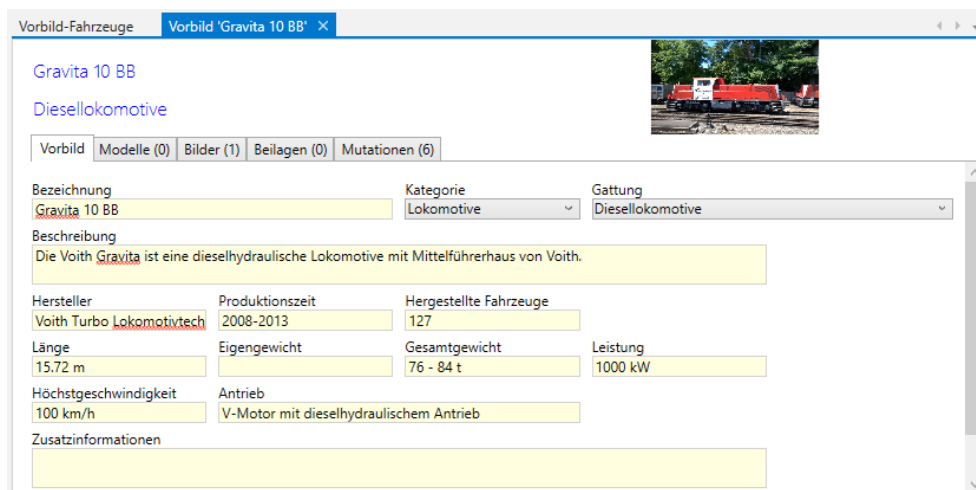 Vorbild-Fahrzeuge Vorbild 'Gravita 10 BB' ×
Gravita 10 BB
Diesellokomotive
Vorbild Modelle (0) Bilder (1) Beilagen (0) Mutationen (6)
Bezeichnung Kategorie Gattung
Gravita 10 BB Lokomotive Diesellokomotive
Beschreibung
Die Voith Gravita ist eine dieselhydraulische Lokomotive mit Mittelführerhaus von Voith.
Hersteller Produktionszeit Hergestellte Fahrzeuge
Voith Turbo Lokomotivtech 2008-2013 127
Länge Eigengewicht Gesamtgewicht Leistung
15.72 m 76 - 84 t 1000 kW
Höchstgeschwindigkeit Antrieb
100 km/h V-Motor mit dieselhydraulischem Antrieb
Zusatzinformationen